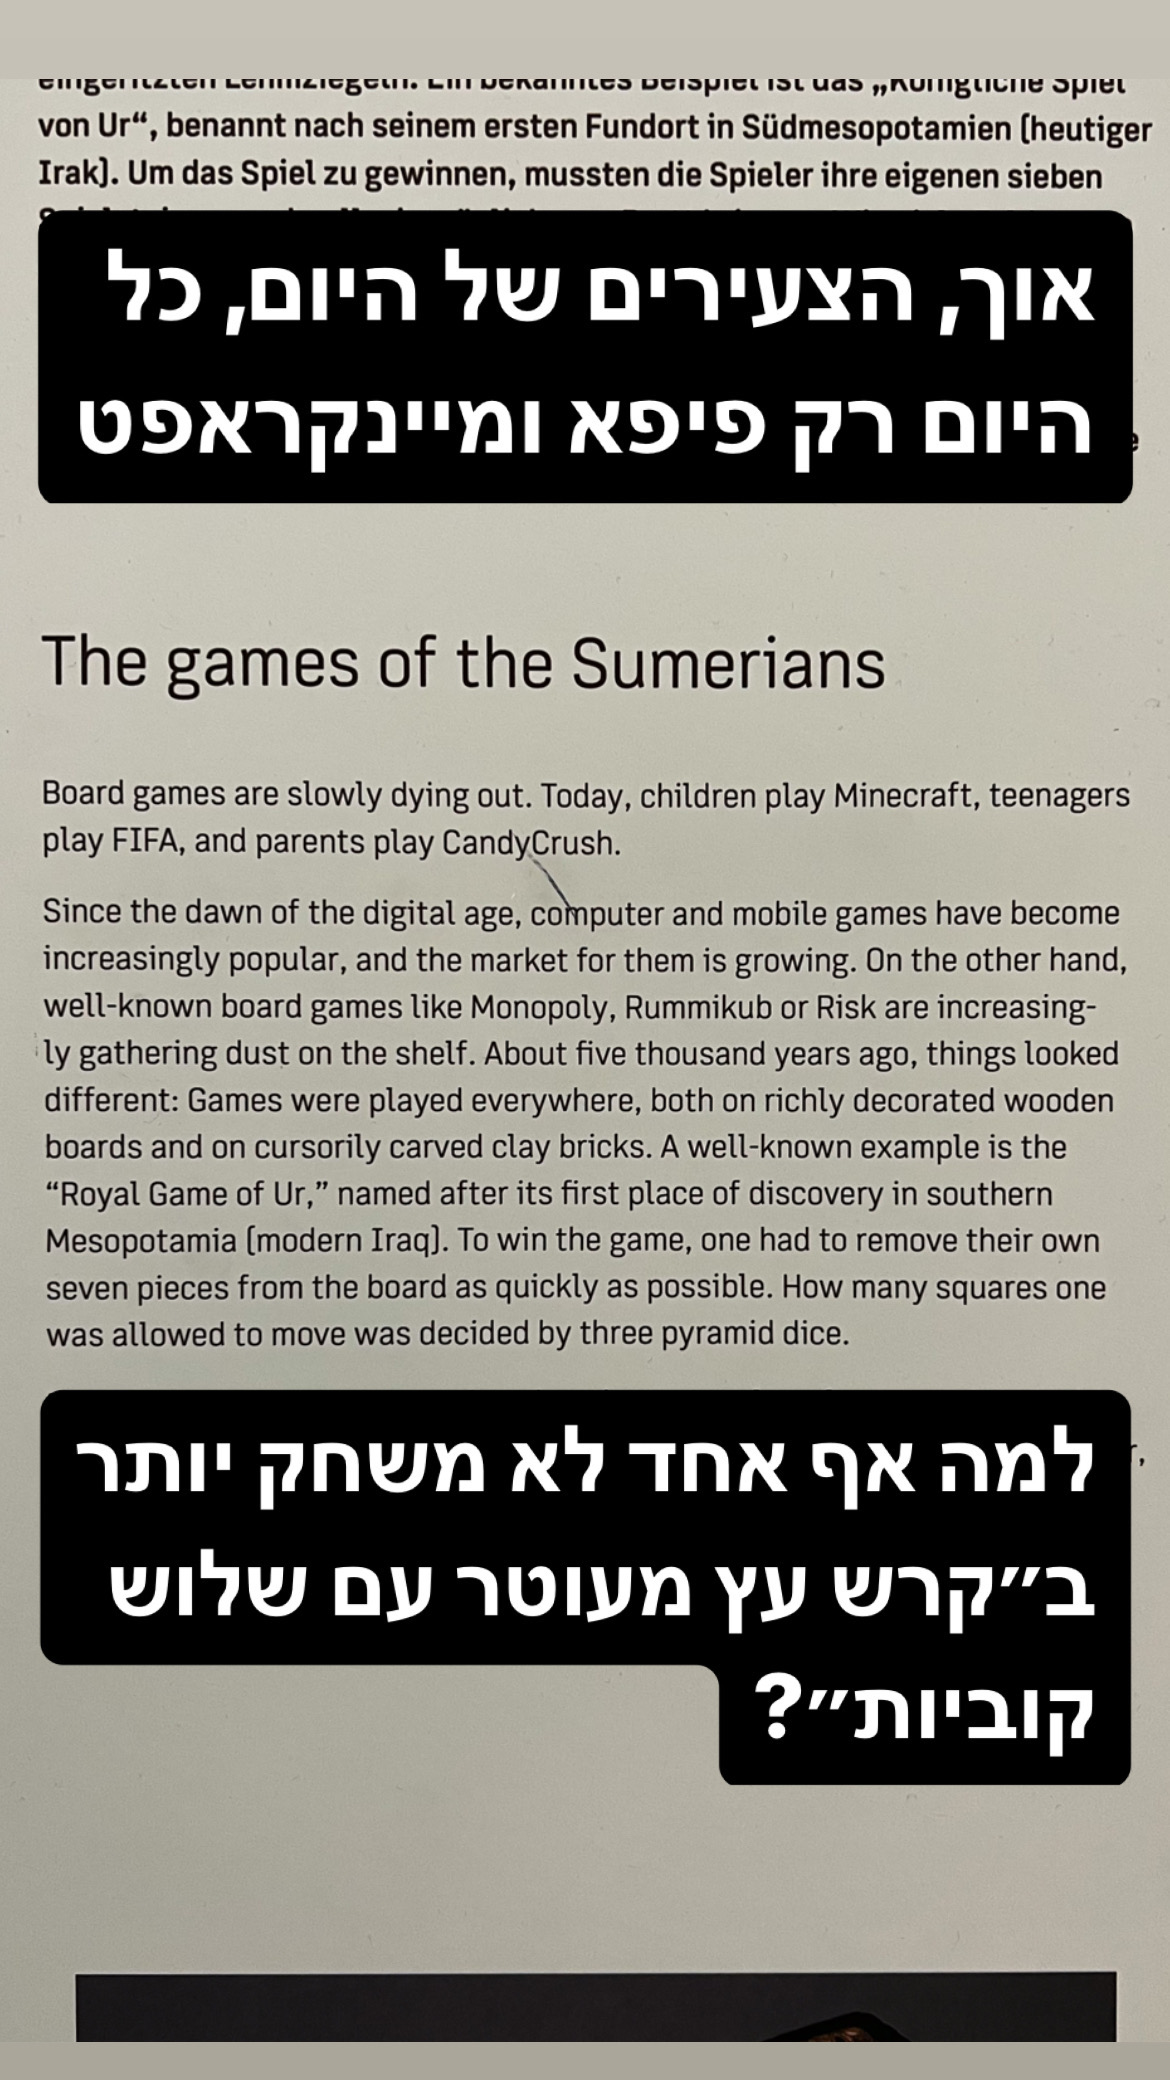 eingeritzten Lehmziegeln. Ein bekanntes Beispiel ist das „Königliche Spiel
von Ur“, benannt nach seinem ersten Fundort in Südmesopotamien (heutiger
Irak). Um das Spiel zu gewinnen, mussten die Spieler ihre eigenen sieben
אוך, הצעירים של היום, כל
היום רק פיפא ומיינקראפט
The games of the Sumerians
Board games are slowly dying out. Today, children play Minecraft, teenagers
play FIFA, and parents play CandyCrush.
Since the dawn of the digital age, computer and mobile games have become
increasingly popular, and the market for them is growing. On the other hand,
well-known board games like Monopoly, Rummikub or Risk are increasing-
ly gathering dust on the shelf. About five thousand years ago, things looked
different: Games were played everywhere, both on richly decorated wooden
boards and on cursorily carved clay bricks. A well-known example is the
“Royal Game of Ur,” named after its first place of discovery in southern
Mesopotamia (modern Iraq). To win the game, one had to remove their own
seven pieces from the board as quickly as possible. How many squares one
was allowed to move was decided by three pyramid dice.
למה אף אחד לא משחק יותר
ב״קרש עץ מעוטר עם שלוש
קוביות״?